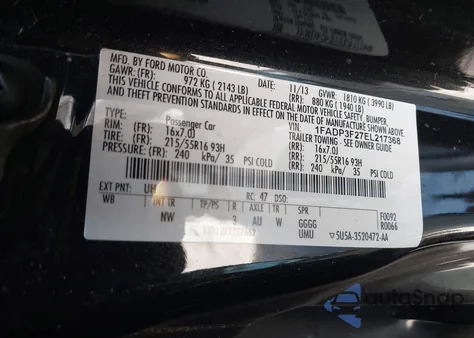 MFD. BY FORD MOTOR CO.
11/13 GVWR: 1810 KG ( 3990 LB)
GAWR: (FR): 972 KG ( 2143 LB) (RR): 880 KG ( 1940 LB)
THIS VEHICLE CONFORMS TO ALL APPLICABLE FEDERAL MOTOR VEHICLE SAFETY, BUMPER, AND
THEFT PREVENTION STANDARDS IN EFFECT ON THE DATE OF MANUFACTURE SHOWN ABOVE.
1FADP3F27EL217368
TYPE: Passenger Car
TRAILER TOWING - SEE OWNER GUIDE
RIM: (FR): 16x7.0J (RR): 16x7.0J
TIRE: (FR): 215/55R16 93H (RR): 215/55R16 93H
PRESSURE: (FR): 240 kPa/ 35 PSI COLD (RR): 240 kPa/ 35 PSI COLD
EXT PNT: UH RC: 47 DSO:
WB INT TR TP/PS R AXLE TR SPR F0092
NW 3 AU W GGGG R0066
UMU ▽5U5A-3520472-AA
autoSnap